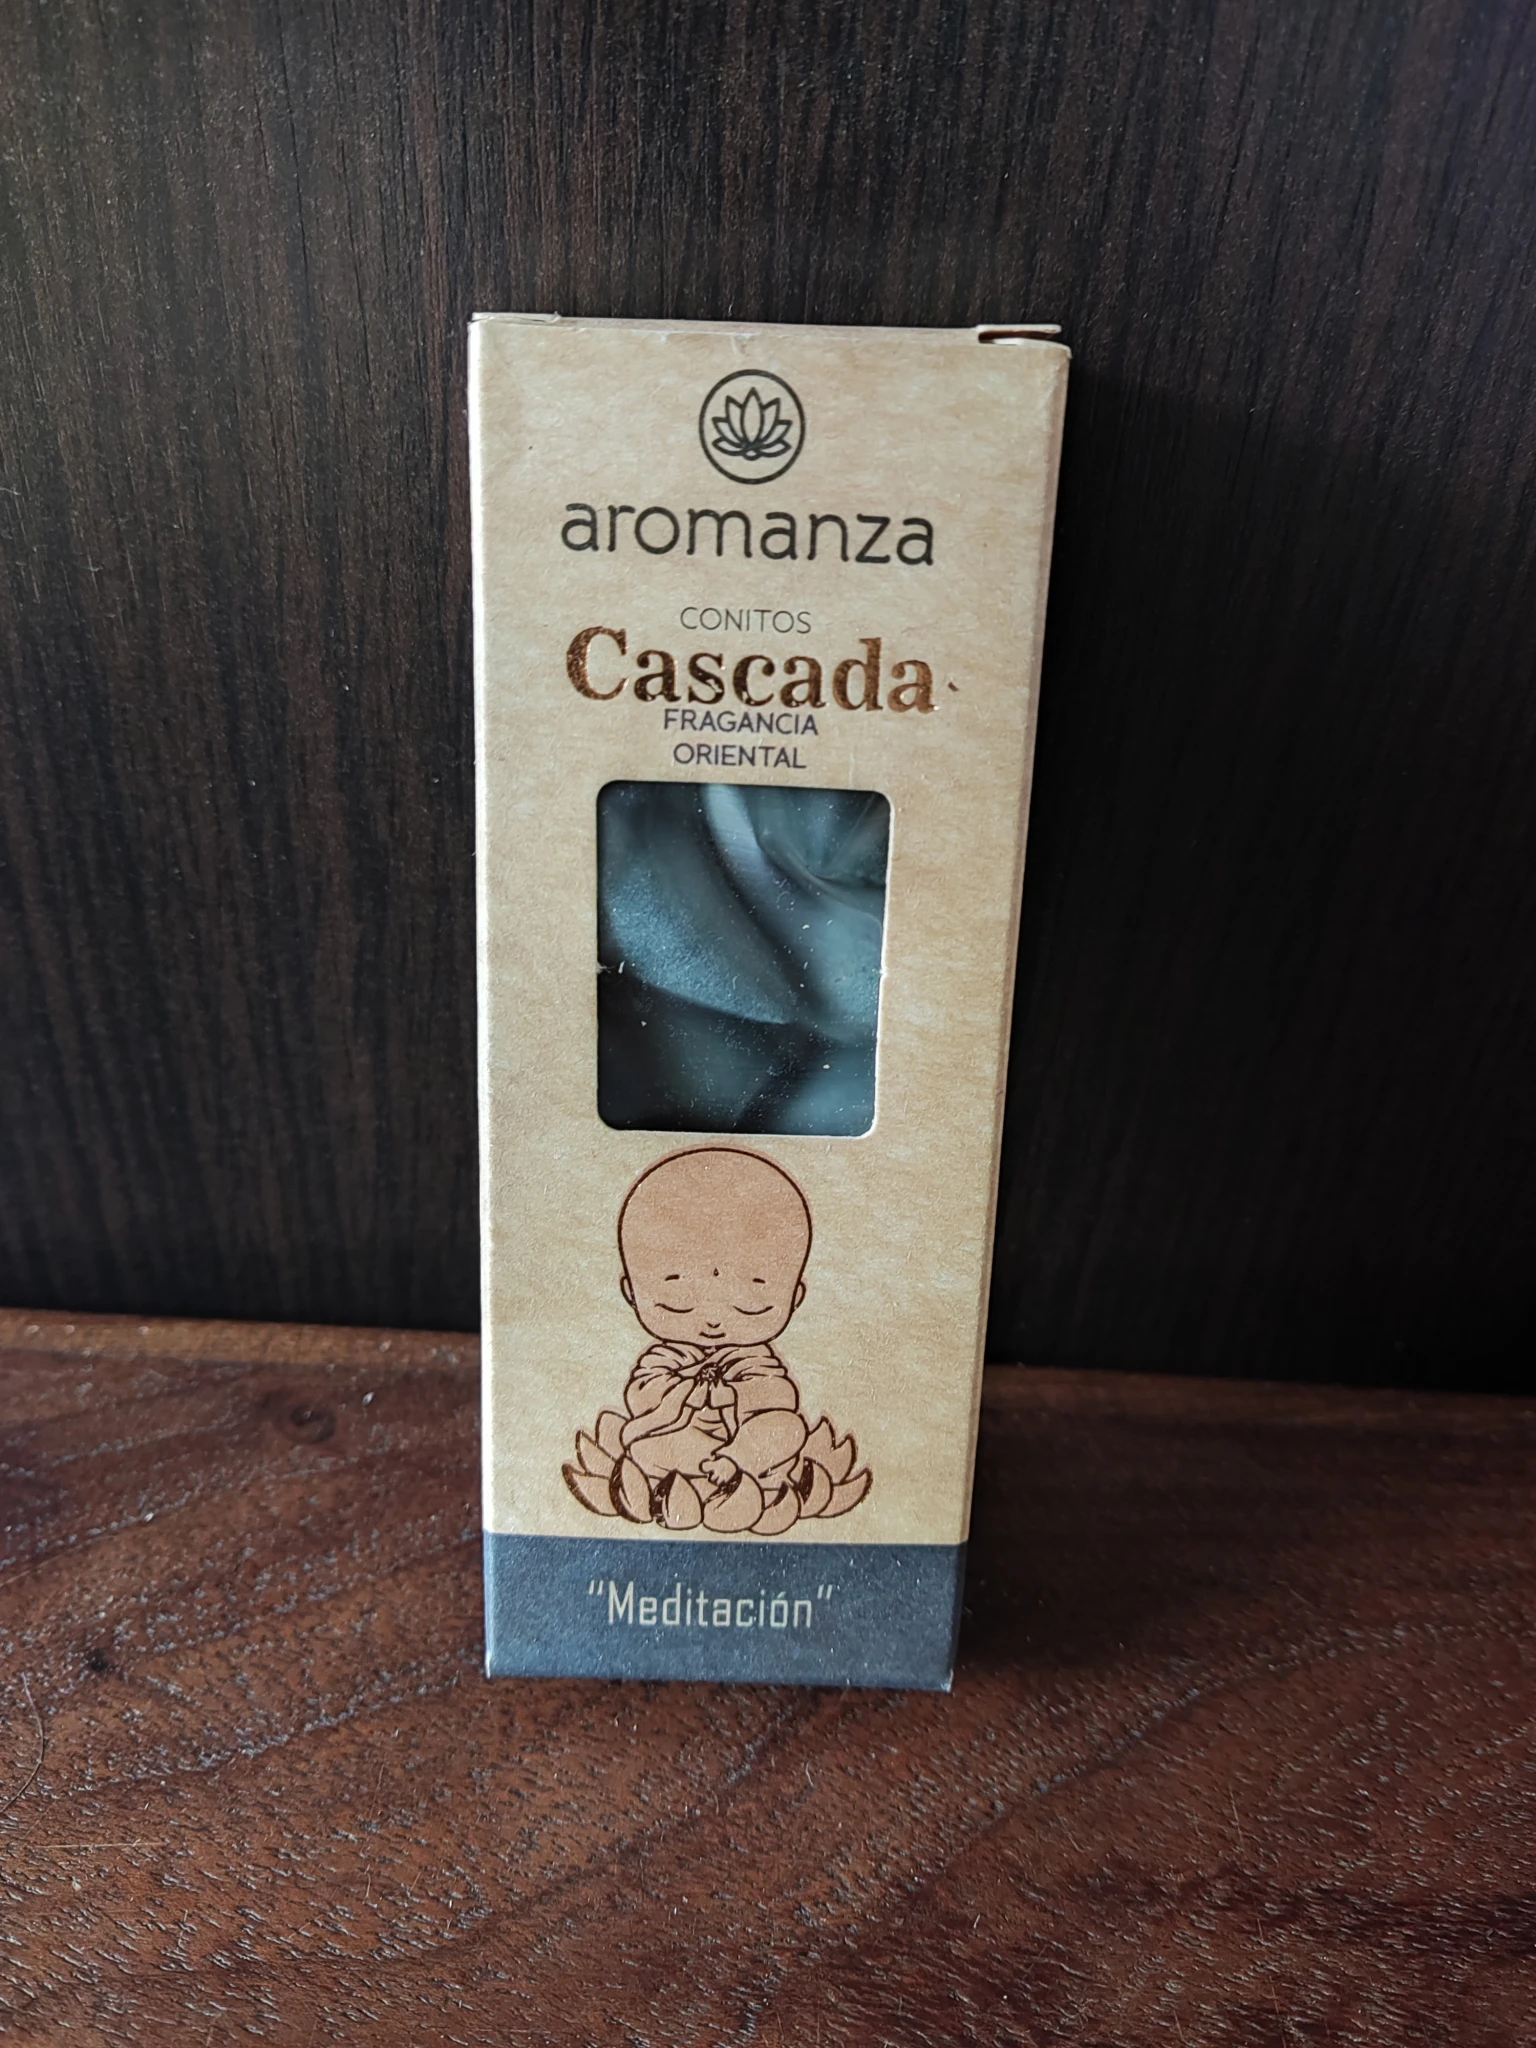 aromanza
CONITOS
Cascada
FRAGANCIA
ORIENTAL
"Meditación"